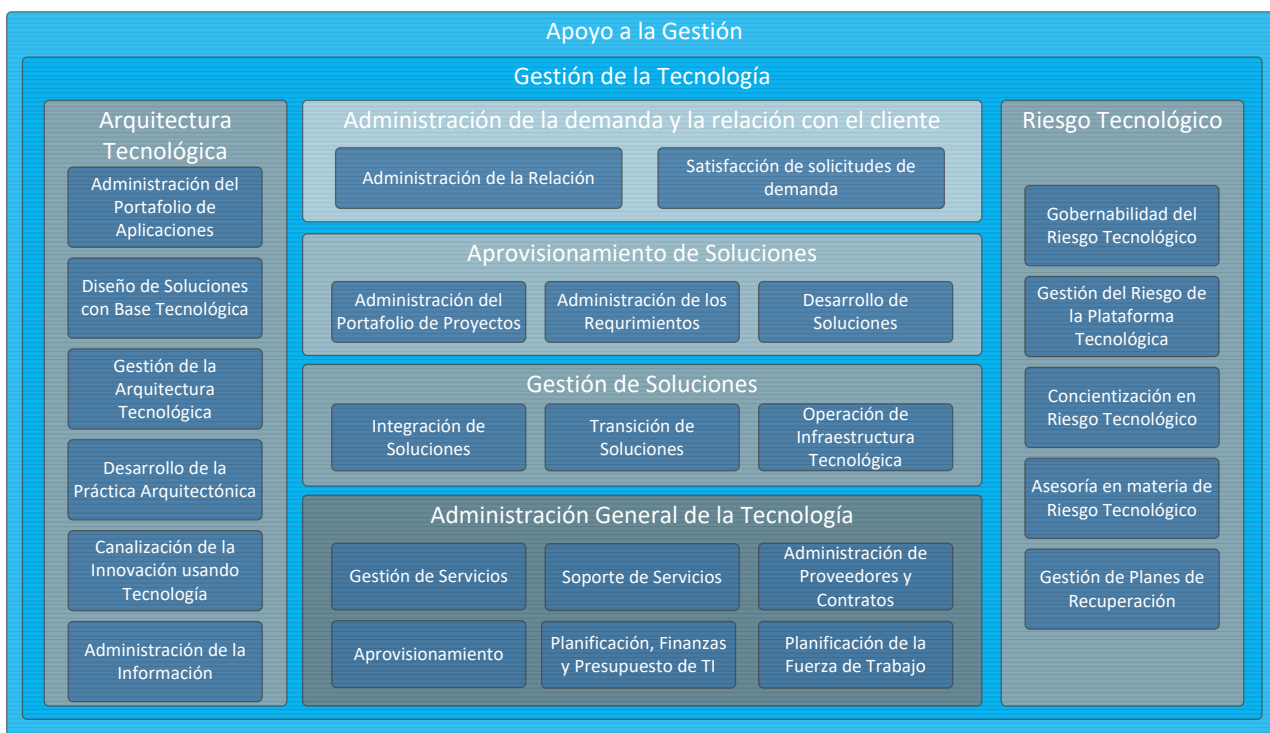 Apoyo a la Gestión
Gestión de la Tecnología
Arquitectura
Tecnológica
Administración del
Portafolio de
Aplicaciones
Diseño de Soluciones
con Base Tecnológica
Gestión de la
Arquitectura
Tecnológica
Desarrollo de la
Práctica Arquitectónica
Canalización de la
Innovación usando
Tecnología
Administración de la
Información
Administración de la demanda y la relación con el cliente
Administración de la Relación
Satisfacción de solicitudes de
demanda
Aprovisionamiento de Soluciones
Administración del
Portafolio de Proyectos
Administración de los
Requrimientos
Desarrollo de
Soluciones
Gestión de Soluciones
Integración de
Soluciones
Transición de
Soluciones
Operación de
Infraestructura
Tecnológica
Administración General de la Tecnología
Gestión de Servicios
Soporte de Servicios
Administración de
Proveedores y
Contratos
Aprovisionamiento
Planificación, Finanzas
y Presupuesto de TI
Planificación de la
Fuerza de Trabajo
Riesgo Tecnológico
Gobernabilidad del
Riesgo Tecnológico
Gestión del Riesgo de
la Plataforma
Tecnológica
Concientización en
Riesgo Tecnológico
Asesoría en materia de
Riesgo Tecnológico
Gestión de Planes de
Recuperación